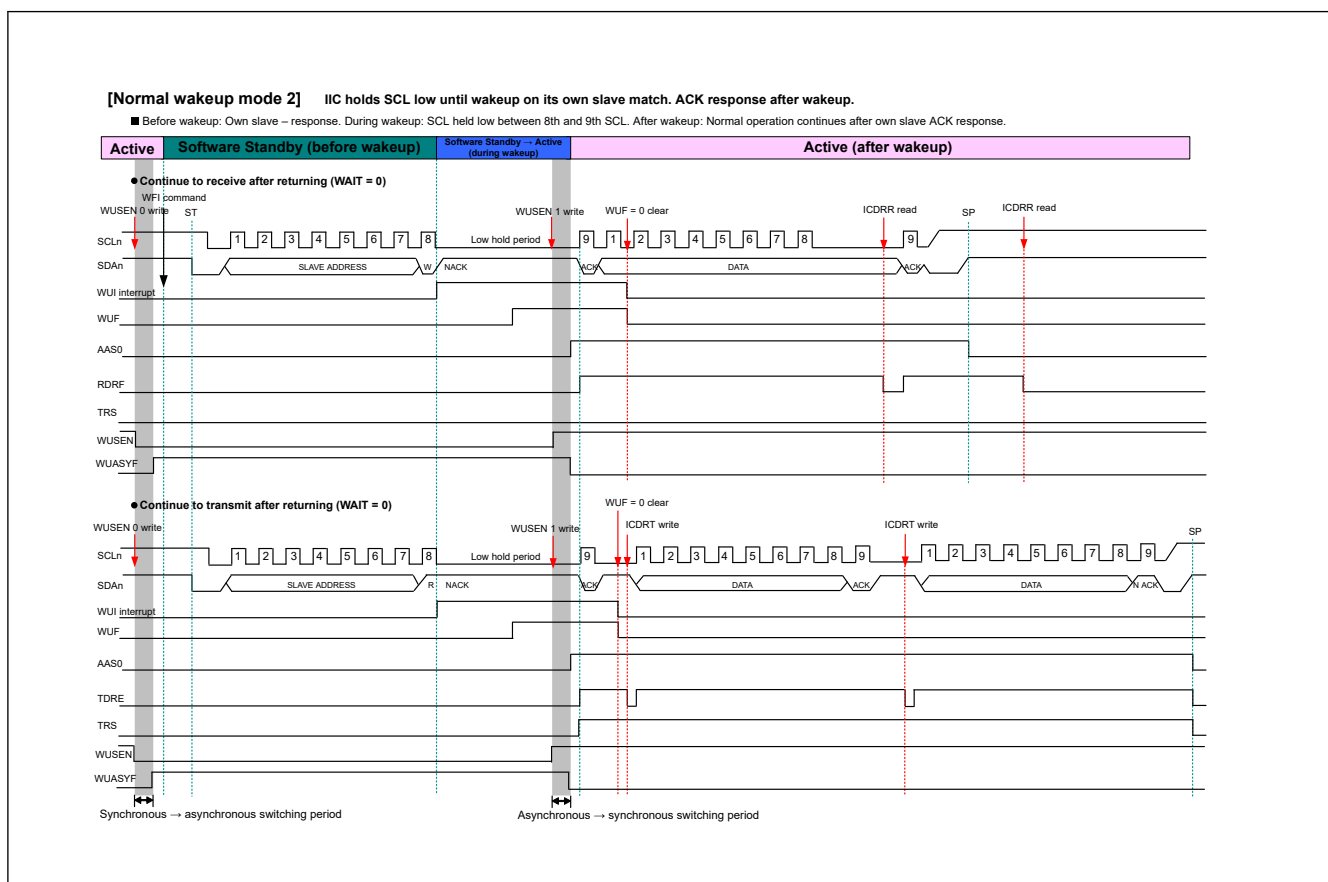 [Normal wakeup mode 2] IIC holds SCL low until wakeup on its own slave match. ACK response after wakeup.
■ Before wakeup: Own slave – response. During wakeup: SCL held low between 8th and 9th SCL. After wakeup: Normal operation continues after own slave ACK response.
Active
Software Standby (before wakeup)
Software Standby → Active
(during wakeup)
Active (after wakeup)
● Continue to receive after returning (WAIT = 0)
WFI command
WUSEN 0 write
ST
WUSEN 1 write
WUF = 0 clear
ICDRR read
SP
ICDRR read
SCLn
1 2 3 4 5 6 7 8
Low hold period
9 1 2 3 4 5 6 7 8
9
SDAn
SLAVE ADDRESS
W
NACK
ACK
DATA
ACK
WUI interrupt
WUF
AAS0
RDRF
TRS
WUSEN
WUASYF
● Continue to transmit after returning (WAIT = 0)
WUSEN 0 write
WUSEN 1 write
WUF = 0 clear
ICDRT write
ICDRT write
SP
SCLn
1 2 3 4 5 6 7 8
Low hold period
9
1 2 3 4 5 6 7 8 9
1 2 3 4 5 6 7 8 9
SDAn
SLAVE ADDRESS
R
NACK
ACK
DATA
ACK
DATA
N ACK
WUI interrupt
WUF
AAS0
TDRE
TRS
WUSEN
WUASYF
Synchronous → asynchronous switching period
Asynchronous → synchronous switching period